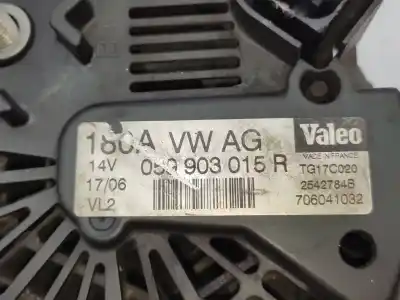 180A VW AG Valeo
MADE IN FRANCE
14V 059 903 015 R TG17C020
17/06 2542784B
VL2 706041032